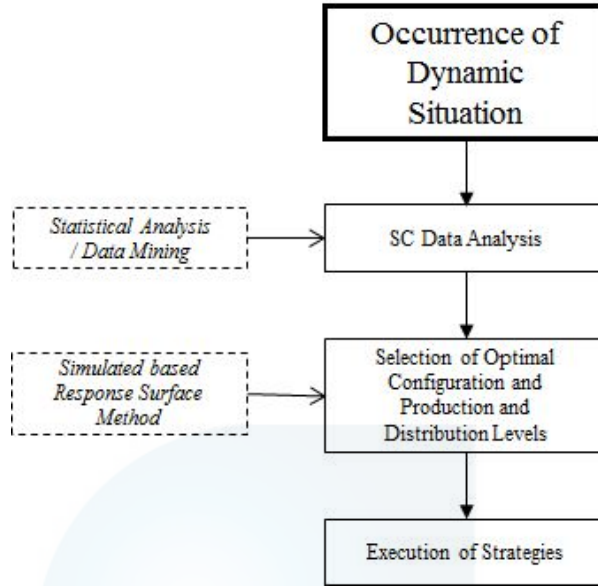 Occurrence of
Dynamic
Situation
Statistical Analysis
/ Data Mining
SC Data Analysis
Simulated based
Response Surface
Method
Selection of Optimal
Configuration and
Production and
Distribution Levels
Execution of Strategies